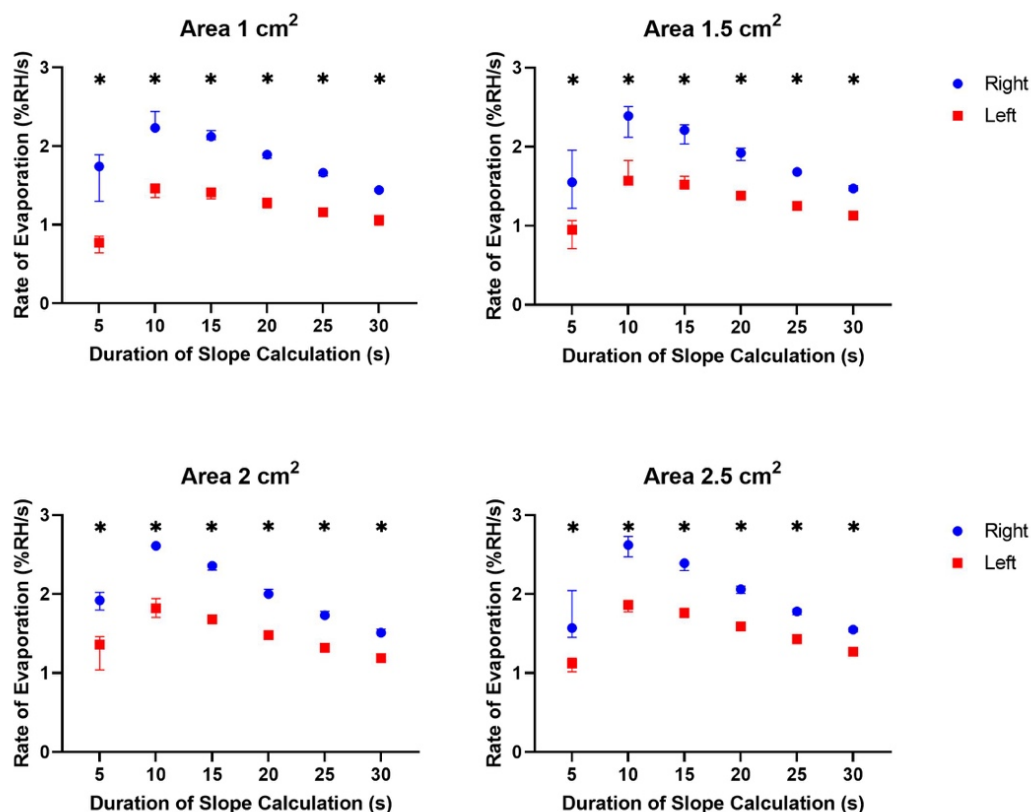 Area 1 cm²
Rate of Evaporation (%RH/s)
3
2
1
0
* * * * * *
5 10 15 20 25 30
Duration of Slope Calculation (s)
Area 1.5 cm²
Rate of Evaporation (%RH/s)
3
2
1
0
* * * * * *
5 10 15 20 25 30
Duration of Slope Calculation (s)
Right
Left
Area 2 cm²
Rate of Evaporation (%RH/s)
3
2
1
0
* * * * * *
5 10 15 20 25 30
Duration of Slope Calculation (s)
Area 2.5 cm²
Rate of Evaporation (%RH/s)
3
2
1
0
* * * * * *
5 10 15 20 25 30
Duration of Slope Calculation (s)
Right
Left